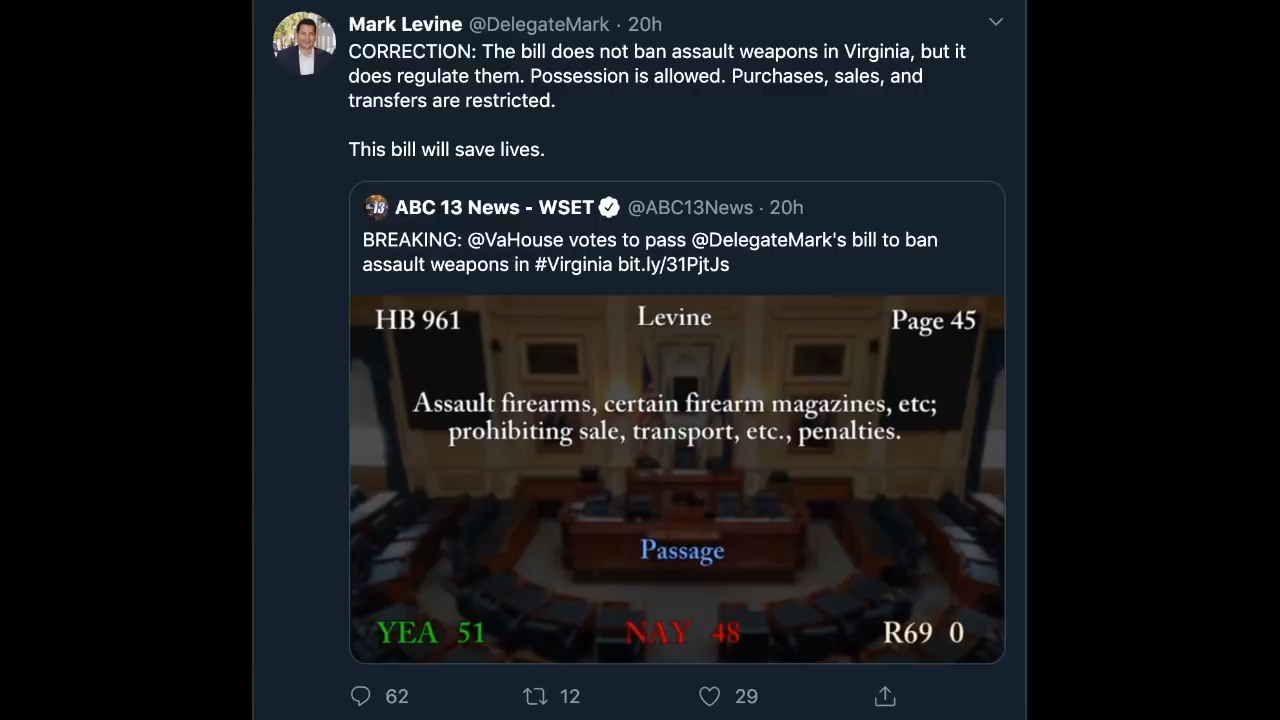 Mark Levine @DelegateMark · 20h
CORRECTION: The bill does not ban assault weapons in Virginia, but it
does regulate them. Possession is allowed. Purchases, sales, and
transfers are restricted.
This bill will save lives.
13
ABC 13 News - WSET @ABC13News · 20h
BREAKING: @VaHouse votes to pass @DelegateMark's bill to ban
assault weapons in #Virginia bit.ly/31PjtJs
HB 961 Levine Page 45
Assault firearms, certain firearm magazines, etc;
prohibiting sale, transport, etc., penalties.
Passage
YEA 51 NAY 48 R69 0
62 12 29